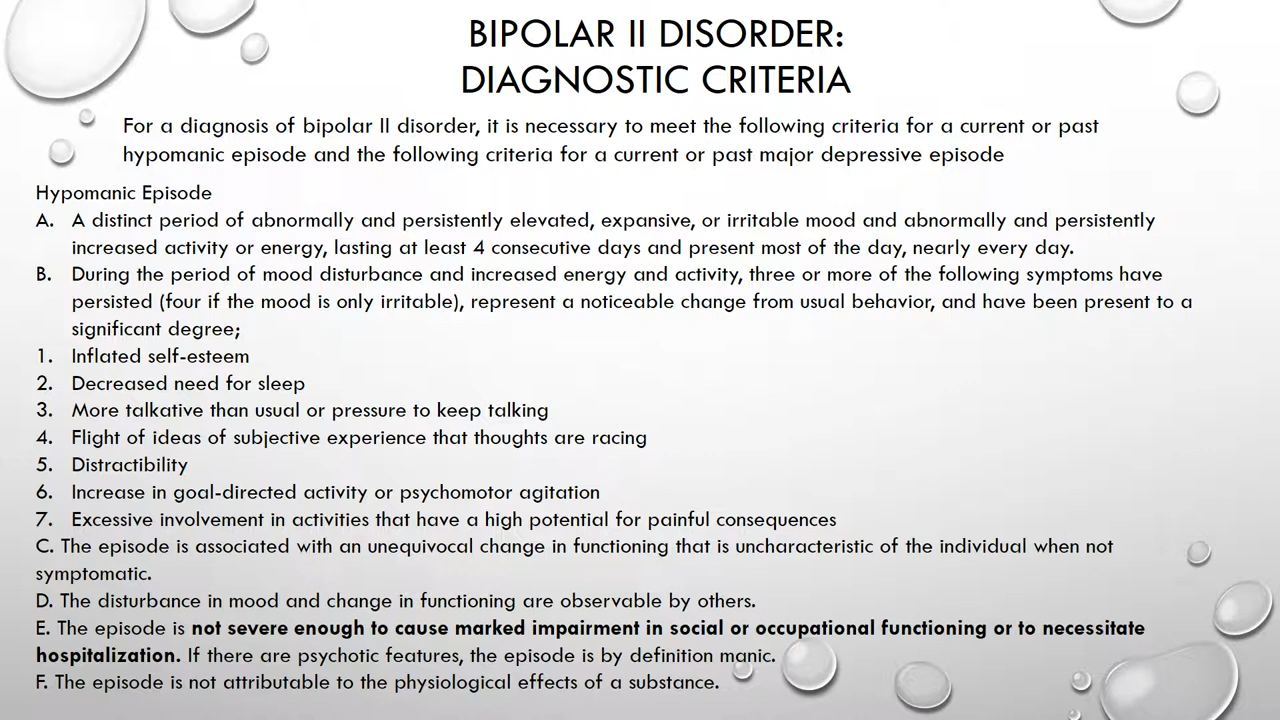 BIPOLAR II DISORDER:
DIAGNOSTIC CRITERIA
For a diagnosis of bipolar II disorder, it is necessary to meet the following criteria for a current or past
hypomanic episode and the following criteria for a current or past major depressive episode
Hypomanic Episode
A. A distinct period of abnormally and persistently elevated, expansive, or irritable mood and abnormally and persistently
increased activity or energy, lasting at least 4 consecutive days and present most of the day, nearly every day.
B. During the period of mood disturbance and increased energy and activity, three or more of the following symptoms have
persisted (four if the mood is only irritable), represent a noticeable change from usual behavior, and have been present to a
significant degree;
1. Inflated self-esteem
2. Decreased need for sleep
3. More talkative than usual or pressure to keep talking
4. Flight of ideas of subjective experience that thoughts are racing
5. Distractibility
6. Increase in goal-directed activity or psychomotor agitation
7. Excessive involvement in activities that have a high potential for painful consequences
C. The episode is associated with an unequivocal change in functioning that is uncharacteristic of the individual when not
symptomatic.
D. The disturbance in mood and change in functioning are observable by others.
E. The episode is not severe enough to cause marked impairment in social or occupational functioning or to necessitate
hospitalization. If there are psychotic features, the episode is by definition manic.
F. The episode is not attributable to the physiological effects of a substance.